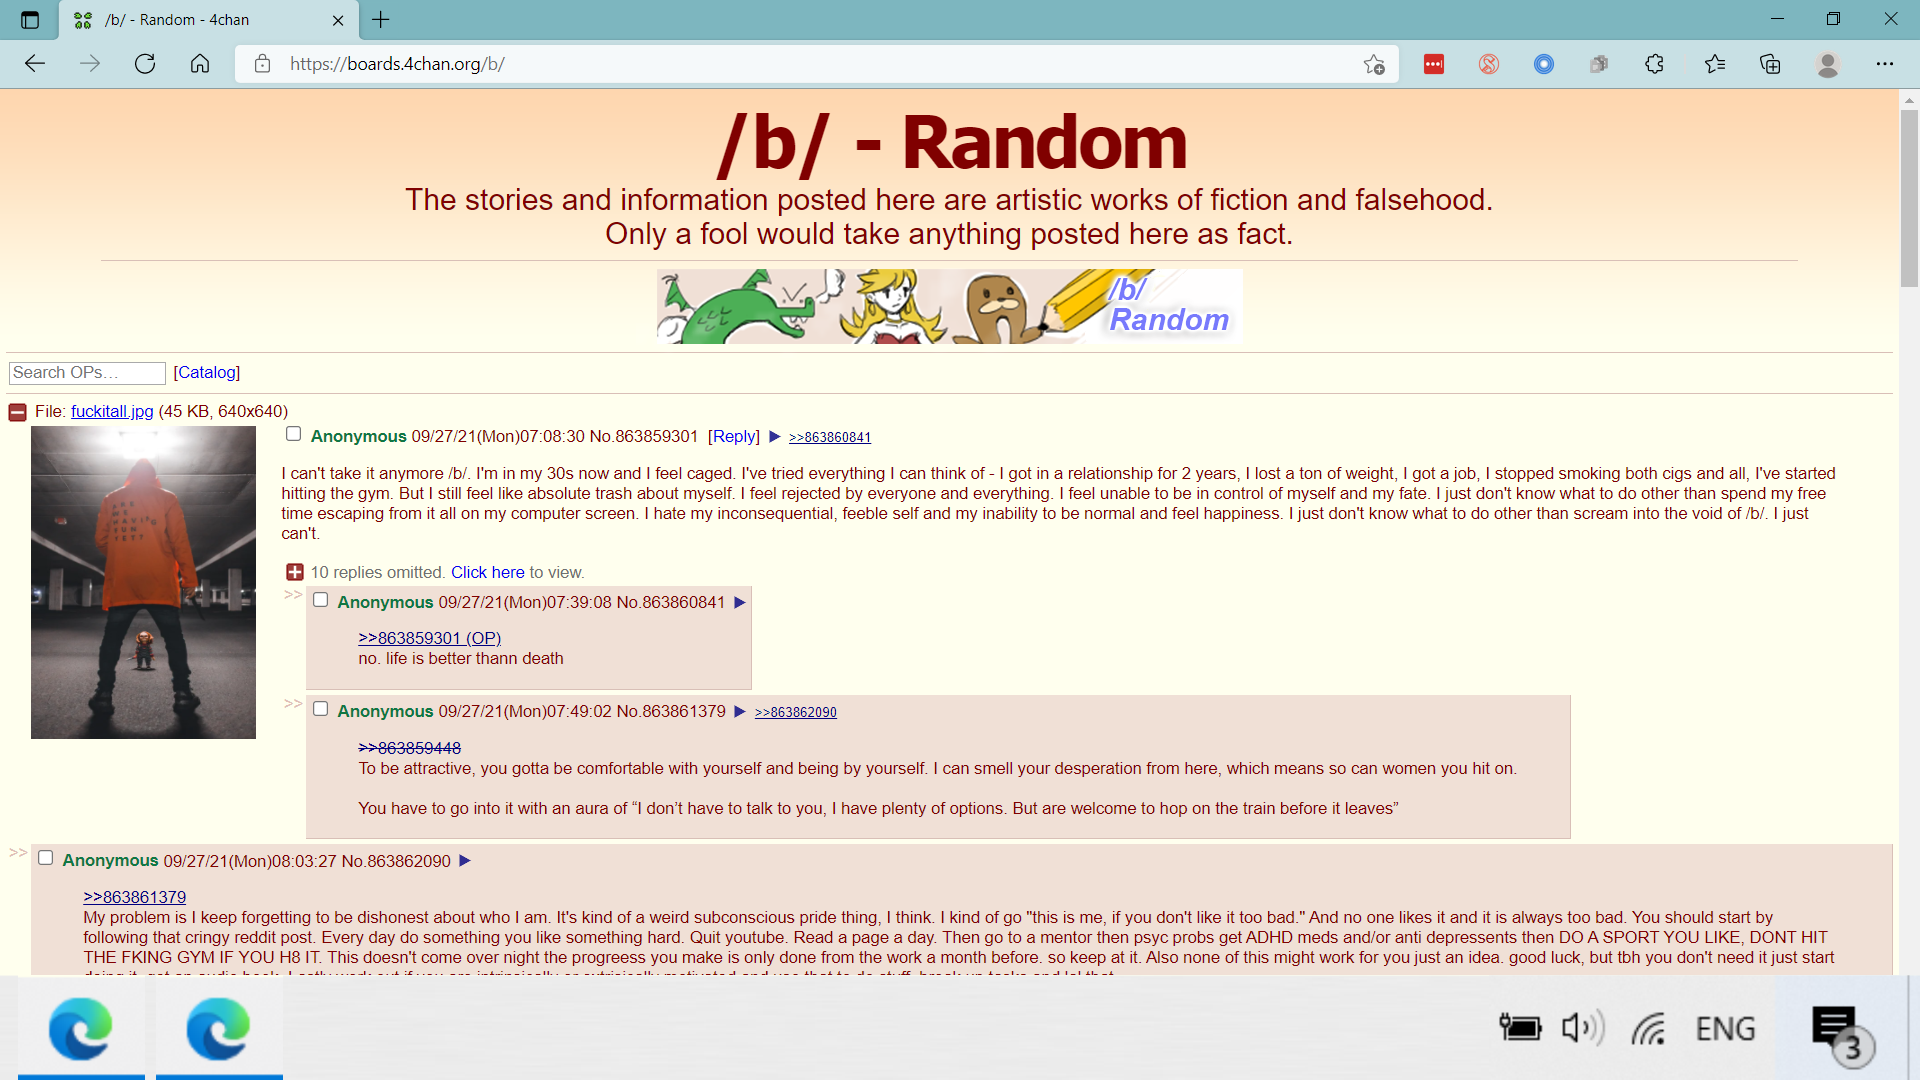 /b/ - Random - 4chan
https://boards.4chan.org/b/
/b/ - Random
The stories and information posted here are artistic works of fiction and falsehood.
Only a fool would take anything posted here as fact.
/b/
Random
Search OPs…
[Catalog]
File: fuckitall.jpg (45 KB, 640x640)
Anonymous 09/27/21(Mon)07:08:30 No.863859301 [Reply] ▶ >>863860841
I can't take it anymore /b/. I'm in my 30s now and I feel caged. I've tried everything I can think of - I got in a relationship for 2 years, I lost a ton of weight, I got a job, I stopped smoking both cigs and all, I've started
hitting the gym. But I still feel like absolute trash about myself. I feel rejected by everyone and everything. I feel unable to be in control of myself and my fate. I just don't know what to do other than spend my free
time escaping from it all on my computer screen. I hate my inconsequential, feeble self and my inability to be normal and feel happiness. I just don't know what to do other than scream into the void of /b/. I just
can't.
10 replies omitted. Click here to view.
>> Anonymous 09/27/21(Mon)07:39:08 No.863860841 ▶
>>863859301 (OP)
no. life is better thann death
>> Anonymous 09/27/21(Mon)07:49:02 No.863861379 ▶ >>863862090
>>863859448
To be attractive, you gotta be comfortable with yourself and being by yourself. I can smell your desperation from here, which means so can women you hit on.
You have to go into it with an aura of “I don’t have to talk to you, I have plenty of options. But are welcome to hop on the train before it leaves”
>> Anonymous 09/27/21(Mon)08:03:27 No.863862090 ▶
>>863861379
My problem is I keep forgetting to be dishonest about who I am. It's kind of a weird subconscious pride thing, I think. I kind of go "this is me, if you don't like it too bad." And no one likes it and it is always too bad. You should start by
following that cringy reddit post. Every day do something you like something hard. Quit youtube. Read a page a day. Then go to a mentor then psyc probs get ADHD meds and/or anti depressents then DO A SPORT YOU LIKE, DONT HIT
THE FKING GYM IF YOU H8 IT. This doesn't come over night the progreess you make is only done from the work a month before. so keep at it. Also none of this might work for you just an idea. good luck, but tbh you don't need it just start
ENG
3